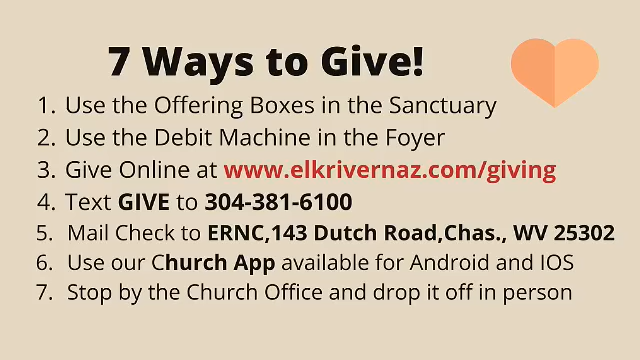 7 Ways to Give!
1. Use the Offering Boxes in the Sanctuary
2. Use the Debit Machine in the Foyer
3. Give Online at www.elkrivernaz.com/giving
4. Text GIVE to 304-381-6100
5. Mail Check to ERNC,143 Dutch Road,Chas., WV 25302
6. Use our Church App available for Android and IOS
7. Stop by the Church Office and drop it off in person